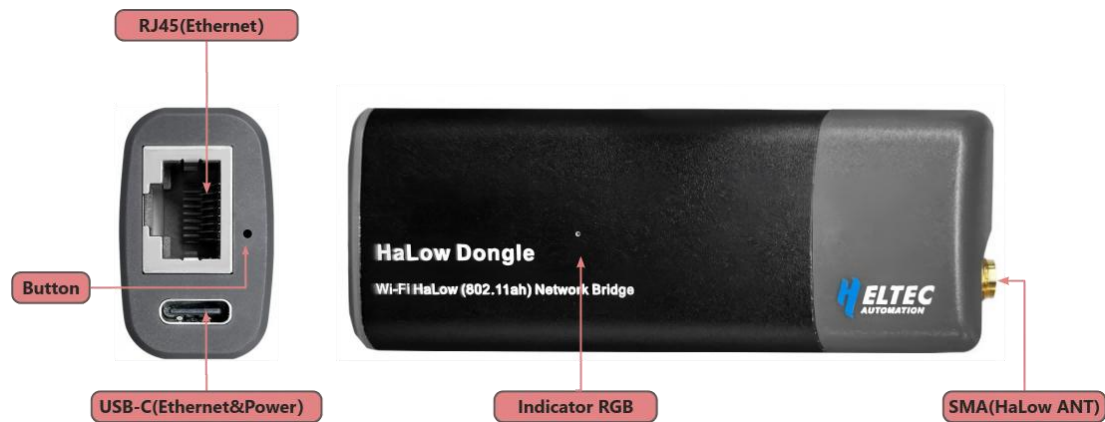 RJ45(Ethernet)
Button
USB-C(Ethernet&Power)
HaLow Dongle
Wi-Fi HaLow (802.11ah) Network Bridge
HELTEC
AUTOMATION
Indicator RGB
SMA(HaLow ANT)